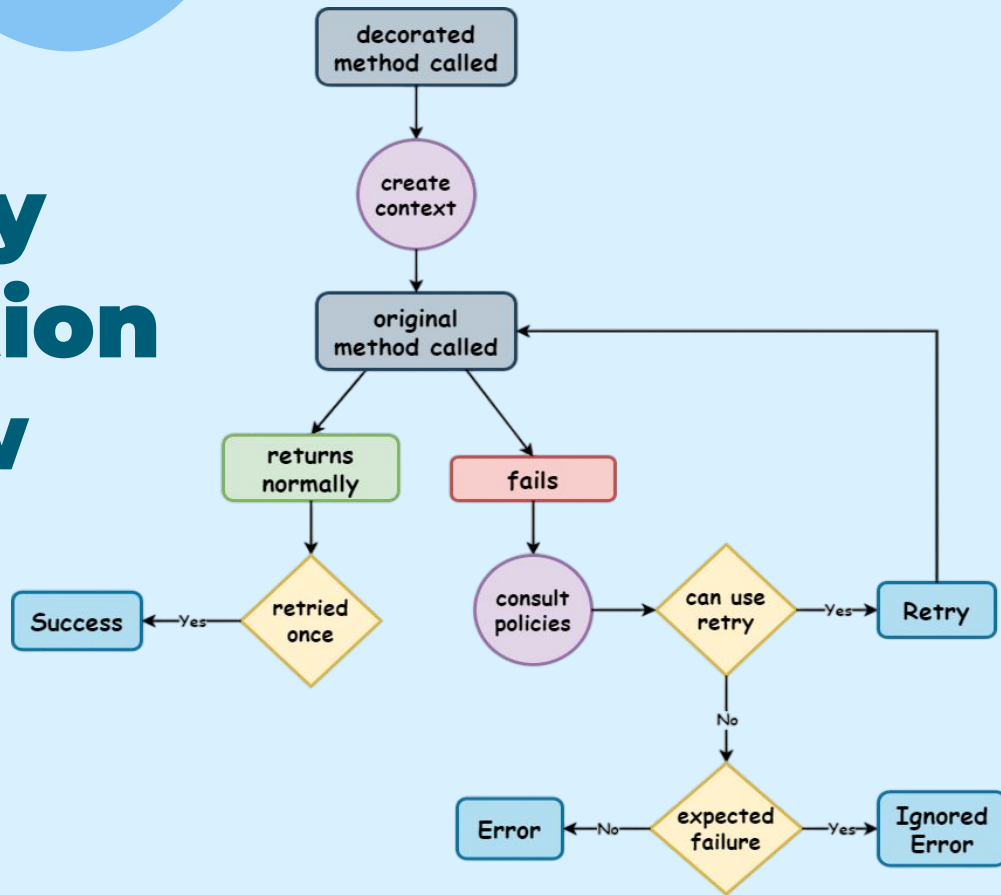 decorated
method called
create
context
original
method called
returns
normally
fails
retried
once
Yes
Success
consult
policies
can use
retry
Yes
Retry
No
expected
failure
No
Error
Yes
Ignored
Error